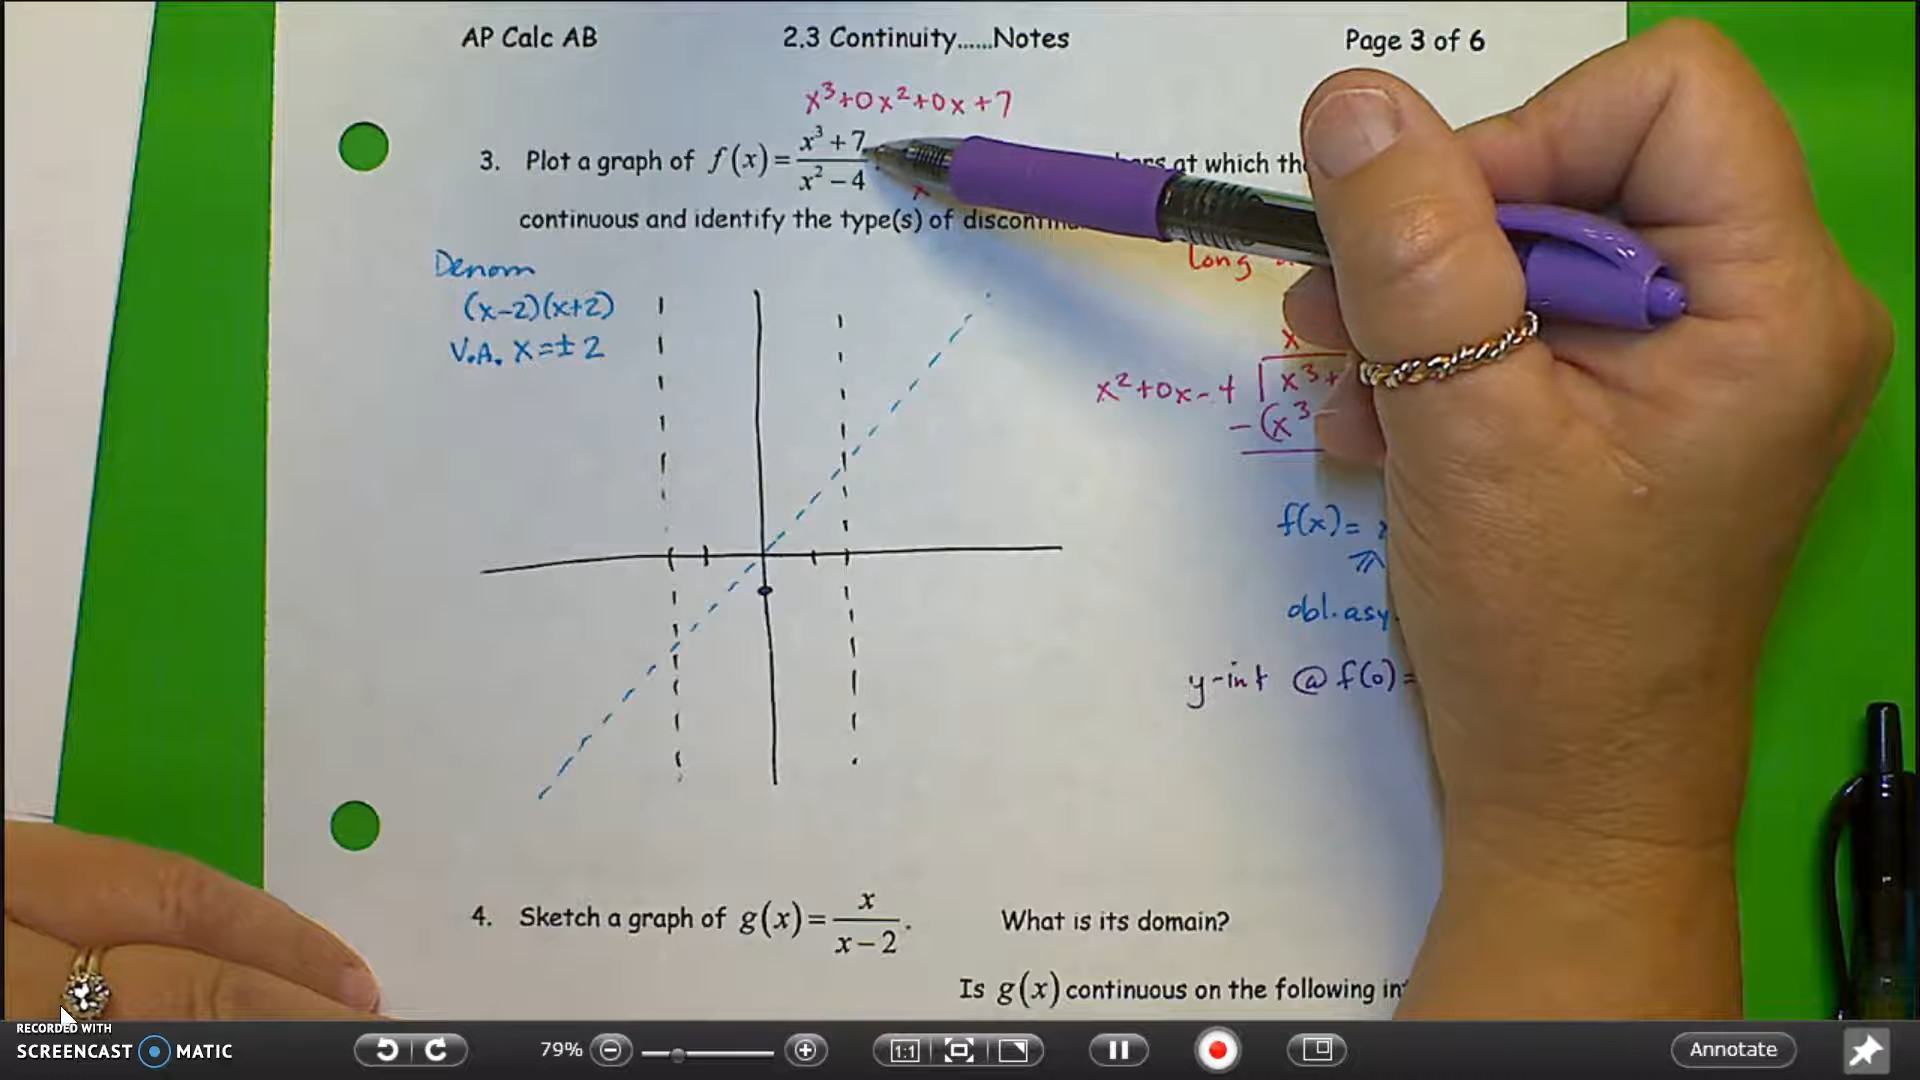 AP Calc AB 2.3 Continuity......Notes Page 3 of 6
x³+0x²+0x+7
3. Plot a graph of f(x)= x³+7 / x²−4 at which
continuous and identify the type(s) of
long
Denom
(x-2)(x+2)
V.A. x=±2
x
x²+0x-4 x³+
-(x³
f(x)=
obl. asy
y-int @ f(0)=
4. Sketch a graph of g(x)= x / x−2 . What is its domain?
Is g(x) continuous on the following
RECORDED WITH
SCREENCAST MATIC
79%
1:1
Annotate